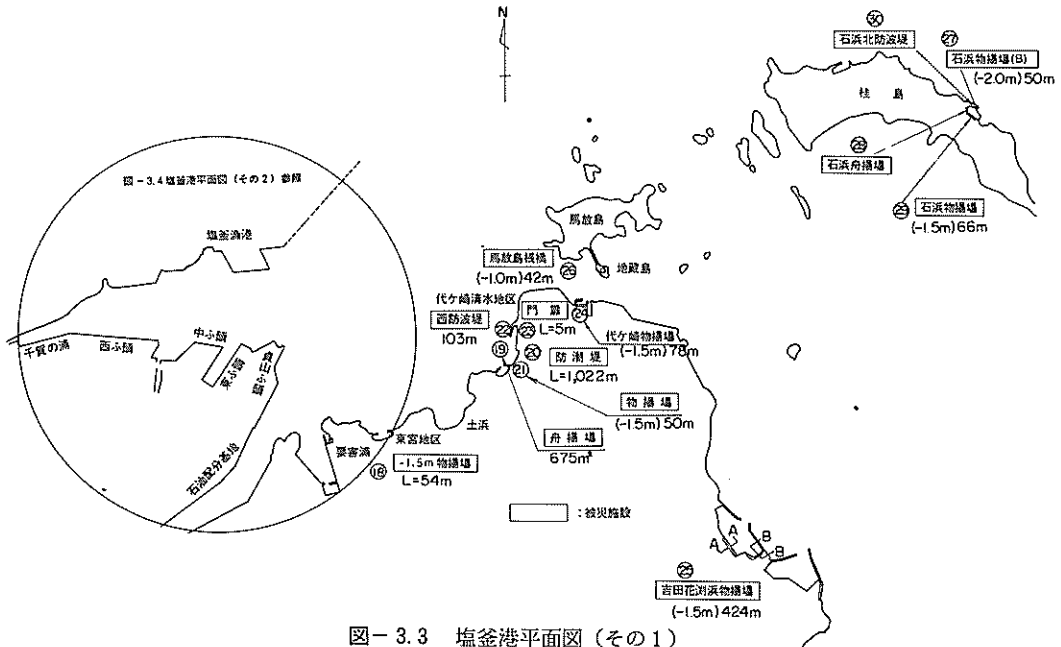 N
㉚
石浜北防波堤
㉗
石浜物揚場(B)
(-2.0m)50m
桂島
㉘
石浜舟揚場
㉙
石浜物揚場
(-1.5m)66m
図-3.4塩釜港平面図(その2)参照
塩釜漁港
千賀の浦
西ふ頭
中ふ頭
東ふ頭
貞山ふ頭
石油配分基地
要害浦
東宮地区
⑱
-1.5m物揚場
L=54m
土浜
馬放島
地蔵島
馬放島桟橋
(-1.0m)42m
㉖
代ケ崎清水地区
西防波堤
103m
門扉
L=5m
㉔
代ケ崎物揚場
(-1.5m)78m
㉒
㉓
⑲
⑳
㉑
防潮堤
L=1,022m
物揚場
(-1.5m)50m
舟揚場
675㎡
:被災施設
A
A
B
B
㉕
吉田花渕浜物揚場
(-1.5m)424m
図-3.3 塩釜港平面図(その1)